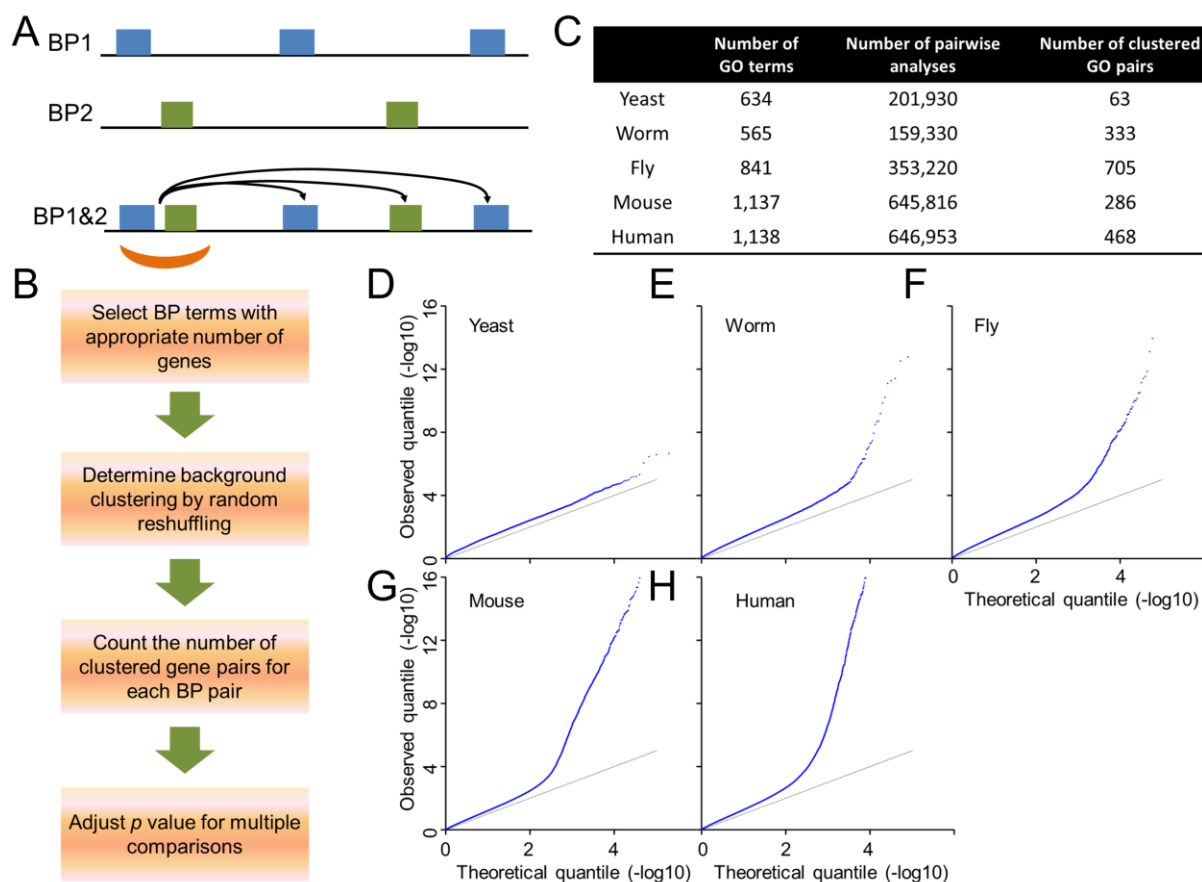 A
BP1
BP2
BP1&2
B
Select BP terms with
appropriate number of
genes
Determine background
clustering by random
reshuffling
Count the number of
clustered gene pairs for
each BP pair
Adjust p value for multiple
comparisons
C
Number of GO terms Number of pairwise analyses Number of clustered GO pairs
Yeast 634 201,930 63
Worm 565 159,330 333
Fly 841 353,220 705
Mouse 1,137 645,816 286
Human 1,138 646,953 468
D
Yeast
Observed quantile (-log10)
0 4 8 12 16
E
Worm
F
Fly
0 2 4
Theoretical quantile (-log10)
G
Mouse
0 2 4
Theoretical quantile (-log10)
H
Human
Observed quantile (-log10)
0 4 8 12 16
0 2 4
Theoretical quantile (-log10)